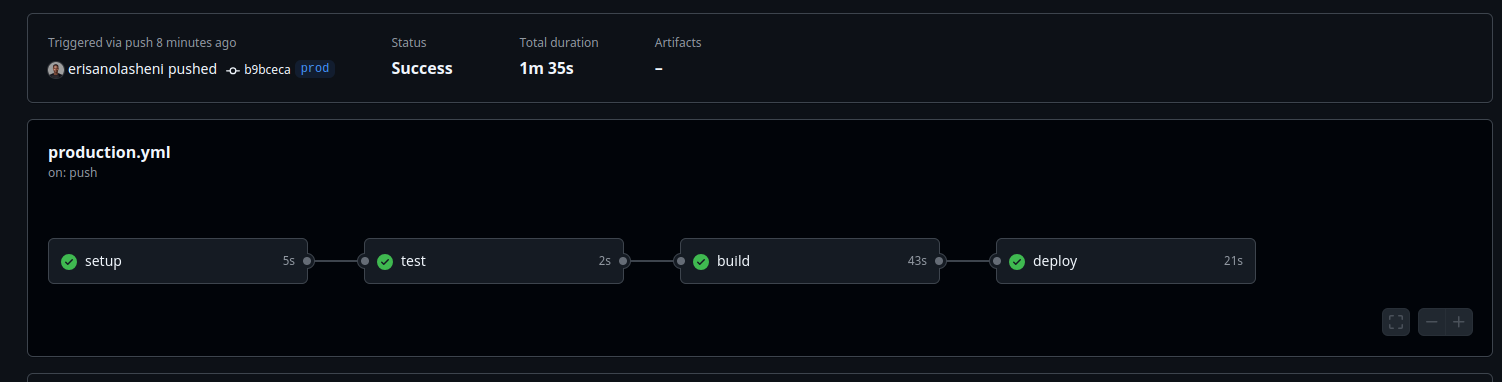 Triggered via push 8 minutes ago
erisanolasheni pushed b9bceca prod
Status
Success
Total duration
1m 35s
Artifacts
–
production.yml
on: push
setup 5s
test 2s
build 43s
deploy 21s